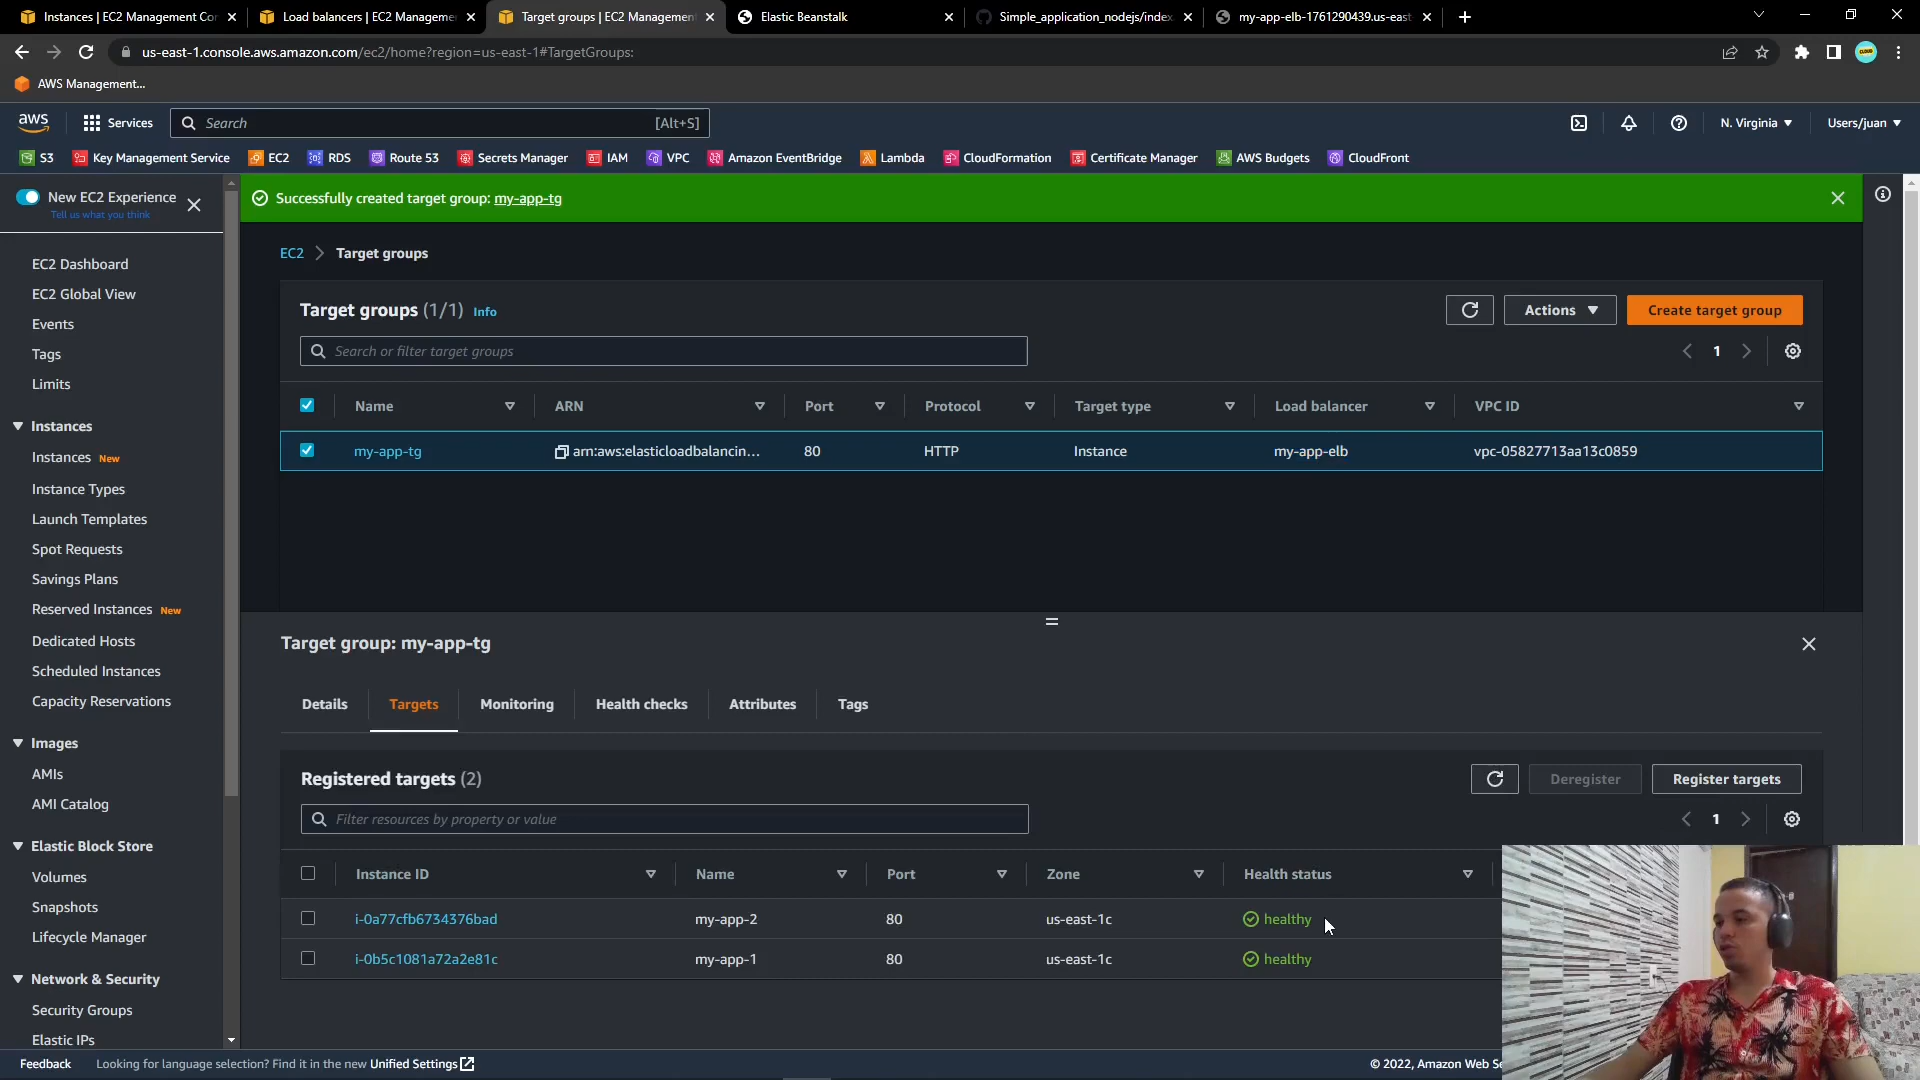 Instances | EC2 Management Con
Load balancers | EC2 Managemen
Target groups | EC2 Management
Elastic Beanstalk
Simple_application_nodejs/index.
my-app-elb-1761290439.us-east-
us-east-1.console.aws.amazon.com/ec2/home?region=us-east-1#TargetGroups:
AWS Management...
aws
Services
Search
[Alt+S]
N. Virginia
Users/juan
S3
Key Management Service
EC2
RDS
Route 53
Secrets Manager
IAM
VPC
Amazon EventBridge
Lambda
CloudFormation
Certificate Manager
AWS Budgets
CloudFront
New EC2 Experience
Tell us what you think
Successfully created target group: my-app-tg
EC2 Dashboard
EC2 Global View
Events
Tags
Limits
Instances
Instances New
Instance Types
Launch Templates
Spot Requests
Savings Plans
Reserved Instances New
Dedicated Hosts
Scheduled Instances
Capacity Reservations
Images
AMIs
AMI Catalog
Elastic Block Store
Volumes
Snapshots
Lifecycle Manager
Network & Security
Security Groups
Elastic IPs
EC2 > Target groups
Target groups (1/1) Info
Actions
Create target group
Search or filter target groups
1
Name ARN Port Protocol Target type Load balancer VPC ID
my-app-tg arn:aws:elasticloadbalancin... 80 HTTP Instance my-app-elb vpc-05827713aa13c0859
Target group: my-app-tg
Details Targets Monitoring Health checks Attributes Tags
Registered targets (2)
Deregister
Register targets
Filter resources by property or value
1
Instance ID Name Port Zone Health status
i-0a77cfb6734376bad my-app-2 80 us-east-1c healthy
i-0b5c1081a72a2e81c my-app-1 80 us-east-1c healthy
Feedback
Looking for language selection? Find it in the new Unified Settings
© 2022, Amazon Web Se